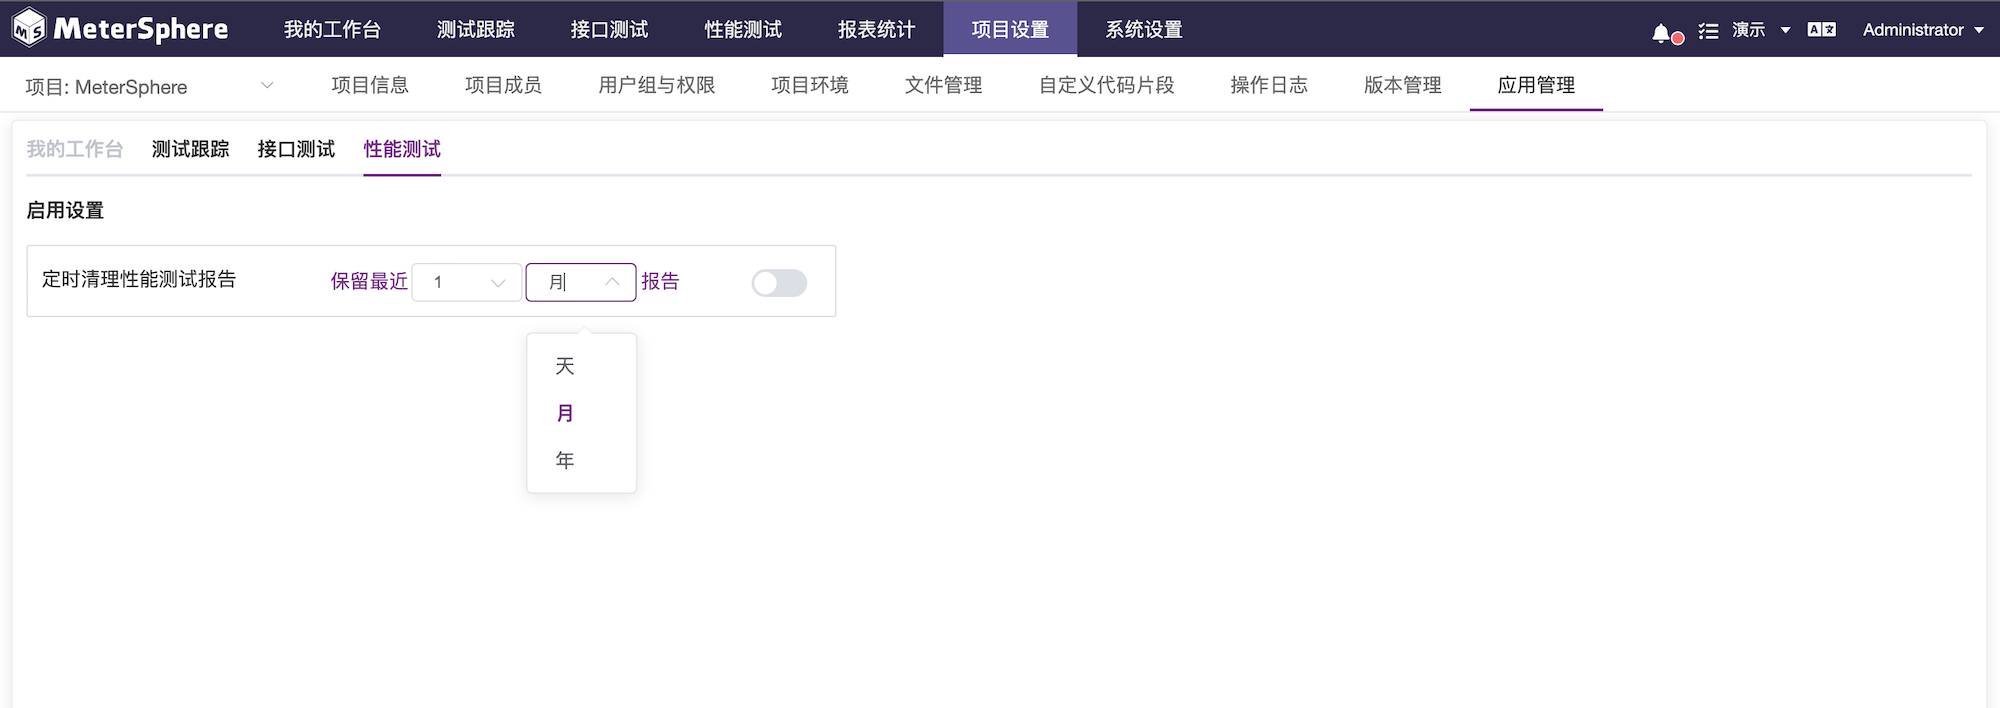 MS MeterSphere 我的工作台 测试跟踪 接口测试 性能测试 报表统计 项目设置 系统设置 演示 Administrator
项目: MeterSphere 项目信息 项目成员 用户组与权限 项目环境 文件管理 自定义代码片段 操作日志 版本管理 应用管理
我的工作台 测试跟踪 接口测试 性能测试
启用设置
定时清理性能测试报告 保留最近 1 月 报告
天
月
年